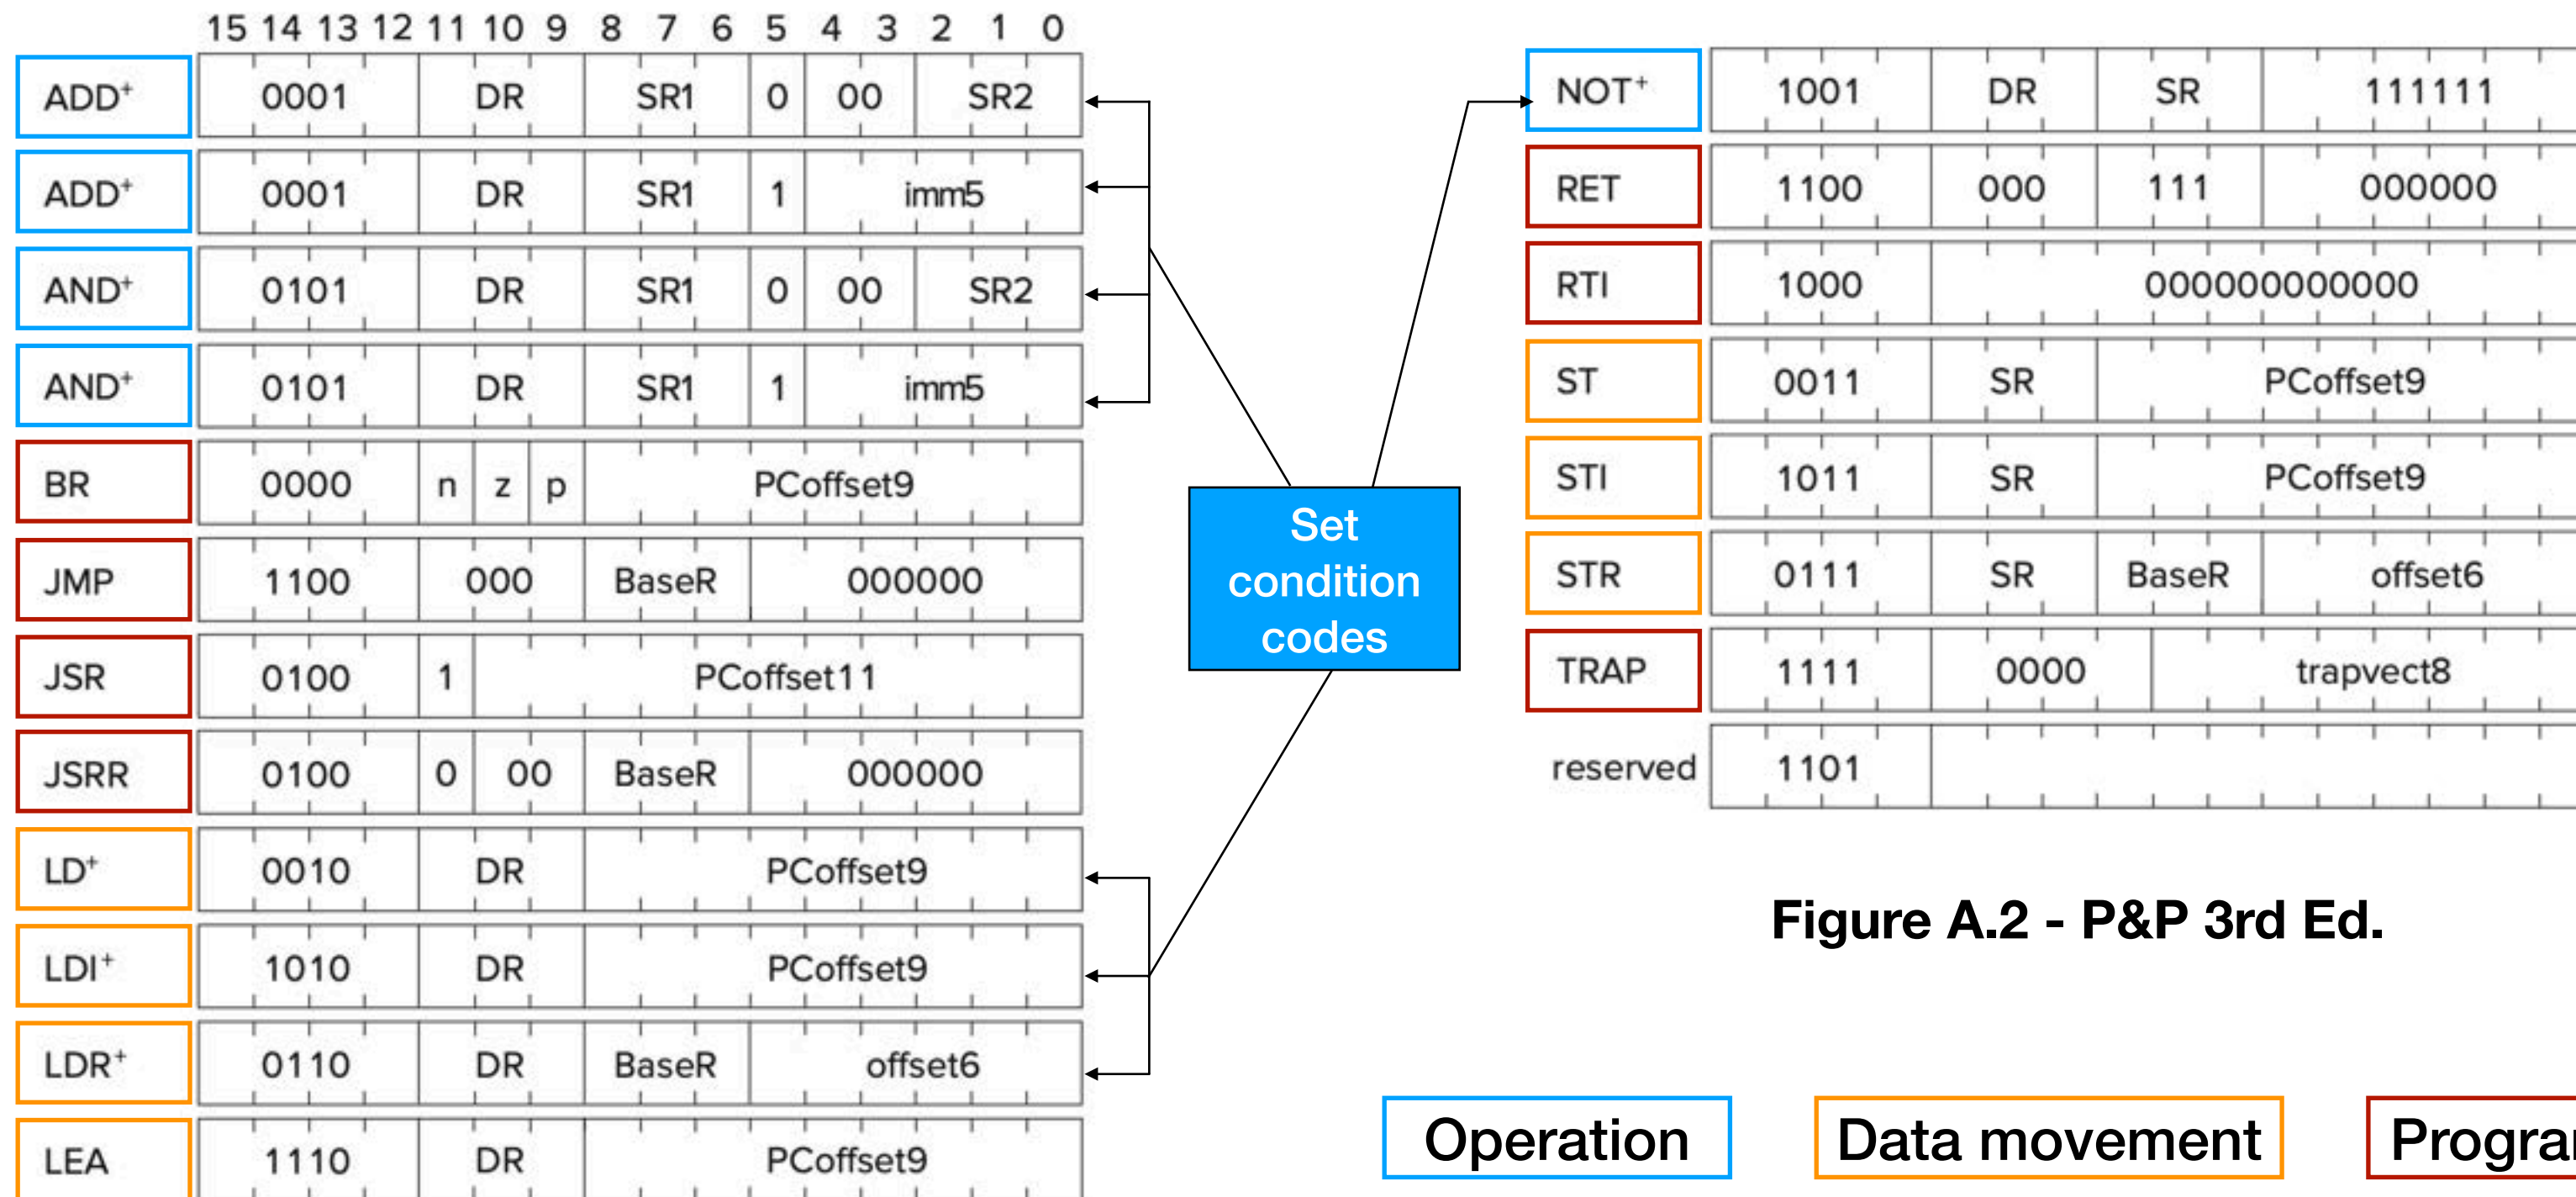 15 14 13 12 11 10 9 8 7 6 5 4 3 2 1 0
ADD+ 0001 DR SR1 0 00 SR2
ADD+ 0001 DR SR1 1 imm5
AND+ 0101 DR SR1 0 00 SR2
AND+ 0101 DR SR1 1 imm5
BR 0000 n z p PCoffset9
JMP 1100 000 BaseR 000000
JSR 0100 1 PCoffset11
JSRR 0100 0 00 BaseR 000000
LD+ 0010 DR PCoffset9
LDI+ 1010 DR PCoffset9
LDR+ 0110 DR BaseR offset6
LEA 1110 DR PCoffset9
Set
condition
codes
NOT+ 1001 DR SR 111111
RET 1100 000 111 000000
RTI 1000 000000000000
ST 0011 SR PCoffset9
STI 1011 SR PCoffset9
STR 0111 SR BaseR offset6
TRAP 1111 0000 trapvect8
reserved 1101
Figure A.2 - P&P 3rd Ed.
Operation
Data movement